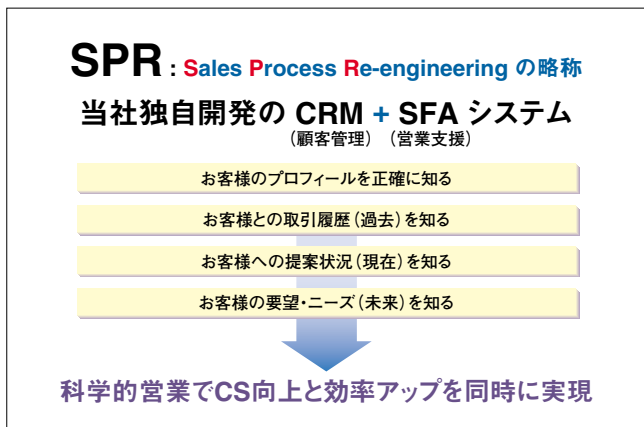 SPR : Sales Process Re-engineering の略称
当社独自開発の CRM + SFA システム
（顧客管理） （営業支援）
お客様のプロフィールを正確に知る
お客様との取引履歴（過去）を知る
お客様への提案状況（現在）を知る
お客様の要望・ニーズ（未来）を知る
科学的営業でCS向上と効率アップを同時に実現